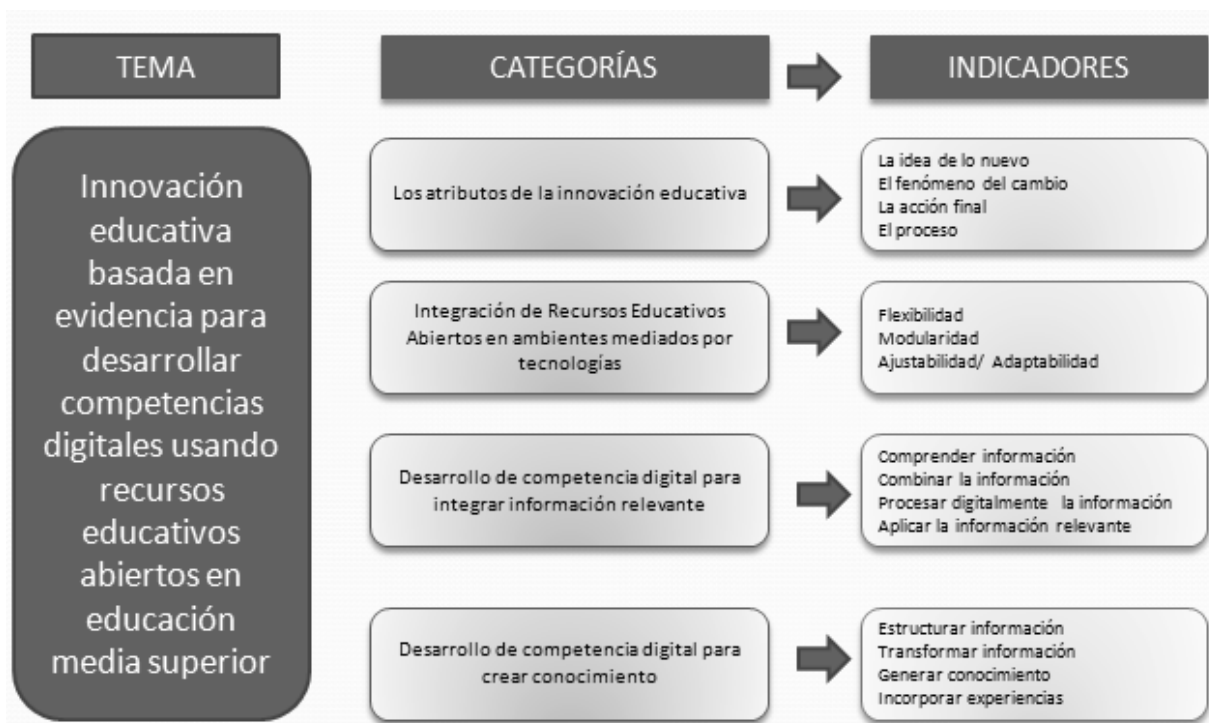 TEMA
CATEGORÍAS
INDICADORES
Innovación
educativa
basada en
evidencia para
desarrollar
competencias
digitales usando
recursos
educativos
abiertos en
educación
media superior
Los atributos de la innovación educativa
La idea de lo nuevo
El fenómeno del cambio
La acción final
El proceso
Integración de Recursos Educativos
Abiertos en ambientes mediados por
tecnologías
Flexibilidad
Modularidad
Ajustabilidad/ Adaptabilidad
Desarrollo de competencia digital para
integrar información relevante
Comprender información
Combinar la información
Procesar digitalmente la información
Aplicar la información relevante
Desarrollo de competencia digital para
crear conocimiento
Estructurar información
Transformar información
Generar conocimiento
Incorporar experiencias